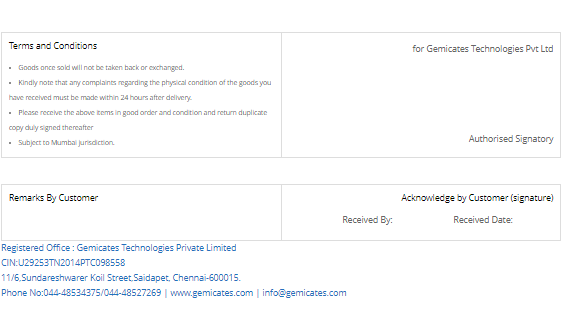 Terms and Conditions
for Gemicates Technologies Pvt Ltd
• Goods once sold will not be taken back or exchanged.
• Kindly note that any complaints regarding the physical condition of the goods you
have received must be made within 24 hours after delivery.
• Please receive the above items in good order and condition and return duplicate
copy duly signed thereafter
• Subject to Mumbai Jurisdiction.
Authorised Signatory
Remarks By Customer
Acknowledge by Customer (signature)
Received By: Received Date:
Registered Office : Gemicates Technologies Private Limited
CIN:U29253TN2014PTC098558
11/6,Sundareshwarer Koil Street,Saidapet, Chennai-600015.
Phone No:044-48534375/044-48527269 | www.gemicates.com | info@gemicates.com